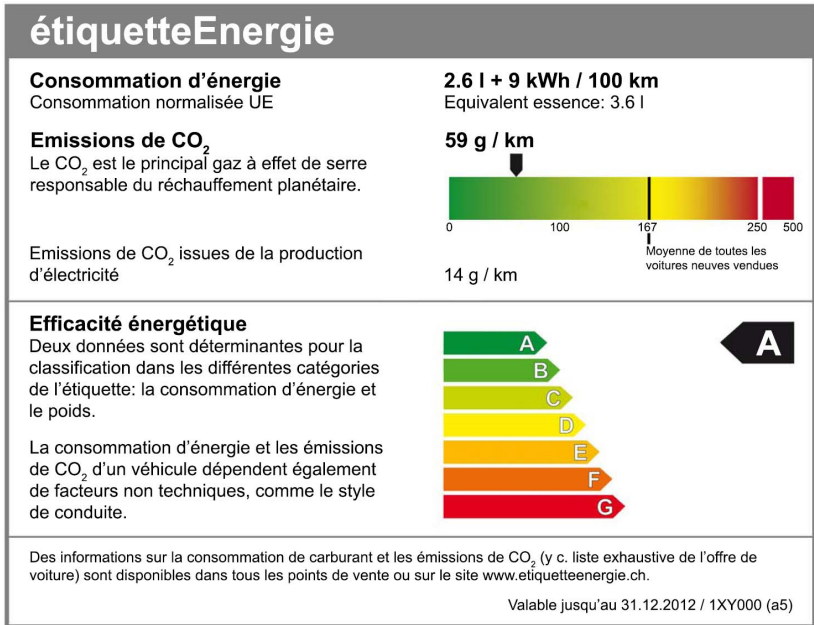 étiquetteEnergie
Consommation d’énergie
Consommation normalisée UE
2.6 l + 9 kWh / 100 km
Equivalent essence: 3.6 l
Emissions de CO₂
Le CO₂ est le principal gaz à effet de serre
responsable du réchauffement planétaire.
59 g / km
0 100 167 250 500
Moyenne de toutes les
voitures neuves vendues
Emissions de CO₂ issues de la production
d’électricité
14 g / km
Efficacité énergétique
Deux données sont déterminantes pour la
classification dans les différentes catégories
de l’étiquette: la consommation d’énergie et
le poids.
La consommation d’énergie et les émissions
de CO₂ d’un véhicule dépendent également
de facteurs non techniques, comme le style
de conduite.
A
B
C
D
E
F
G
A
Des informations sur la consommation de carburant et les émissions de CO₂ (y c. liste exhaustive de l’offre de
voiture) sont disponibles dans tous les points de vente ou sur le site www.etiquetteenergie.ch.
Valable jusqu’au 31.12.2012 / 1XY000 (a5)